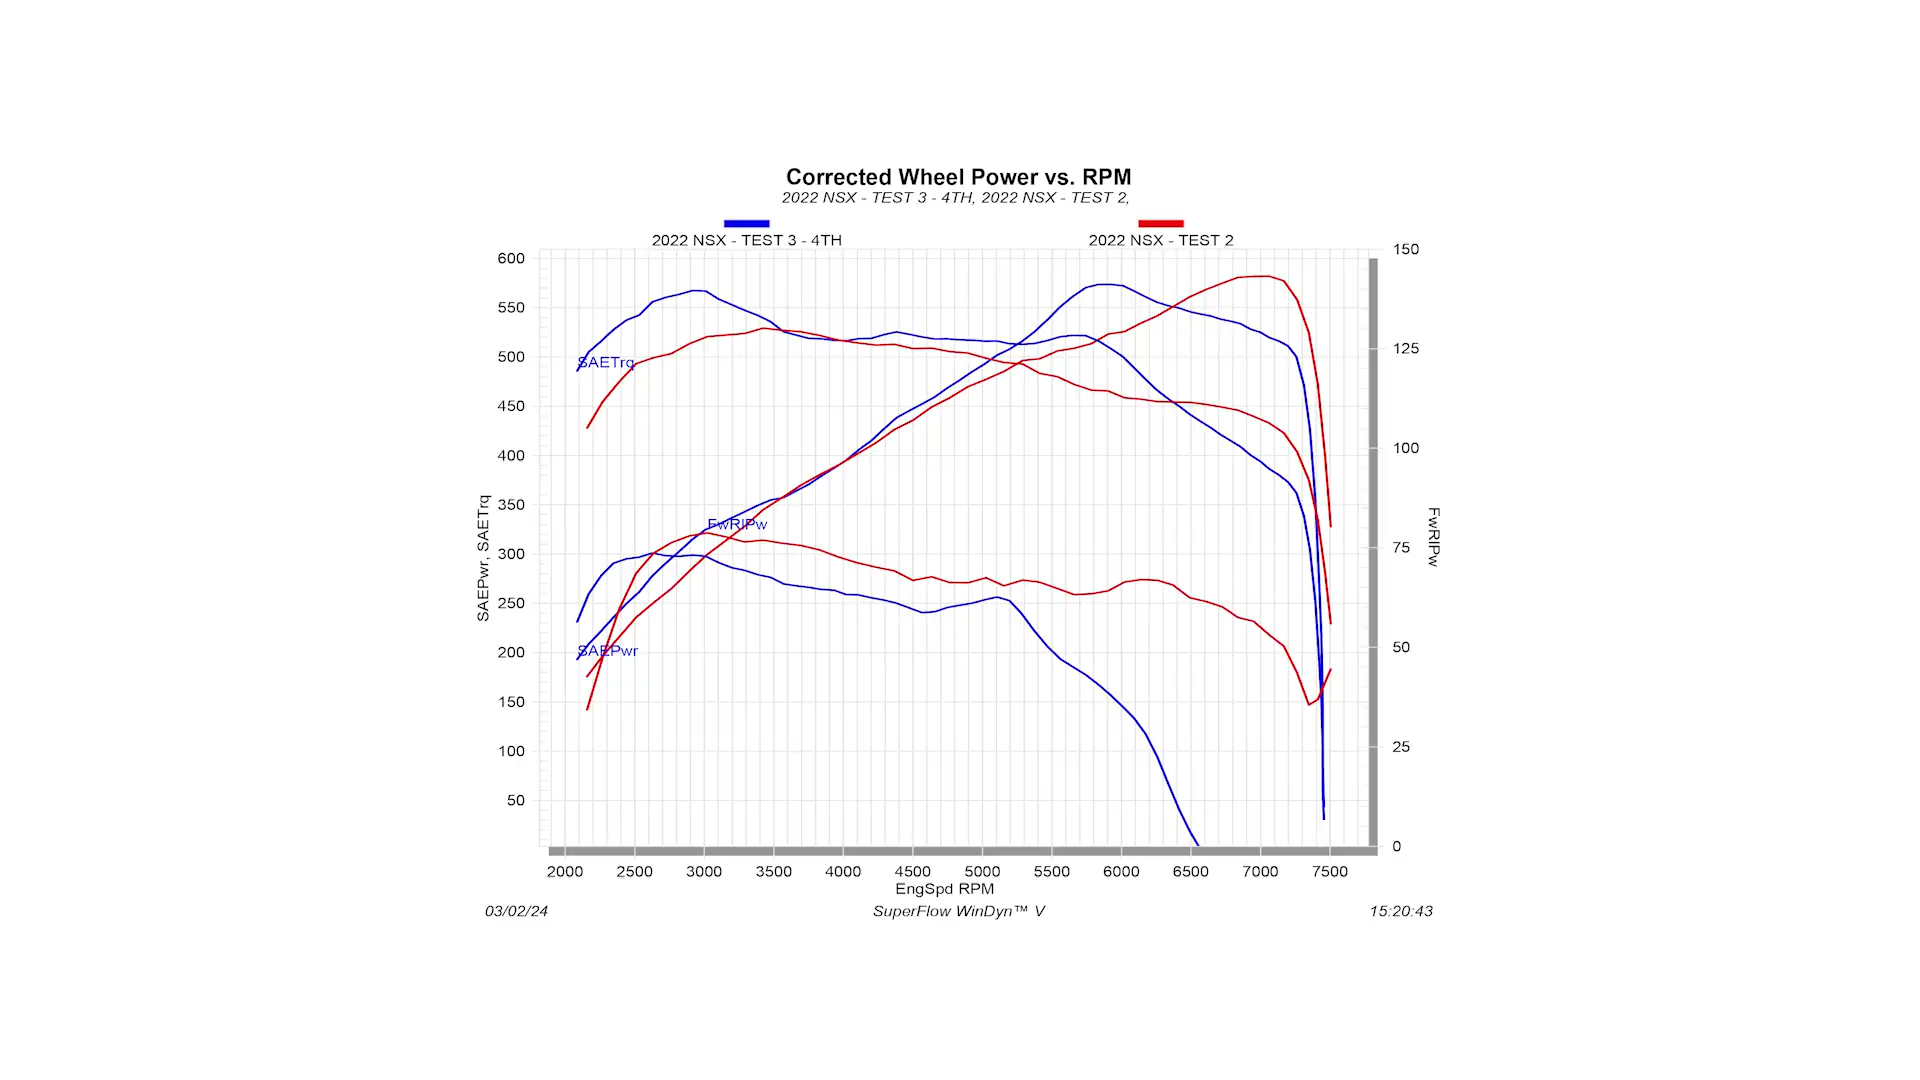 Corrected Wheel Power vs. RPM
2022 NSX - TEST 3 - 4TH, 2022 NSX - TEST 2,
2022 NSX - TEST 3 - 4TH
2022 NSX - TEST 2
600
550
500
450
400
350
300
250
200
150
100
50
SAEPwr, SAETrq
SAETrq
FwRIPw
SAEPwr
150
125
100
75
50
25
0
FwRIPw
2000 2500 3000 3500 4000 4500 5000 5500 6000 6500 7000 7500
EngSpd RPM
03/02/24
SuperFlow WinDyn™ V
15:20:43